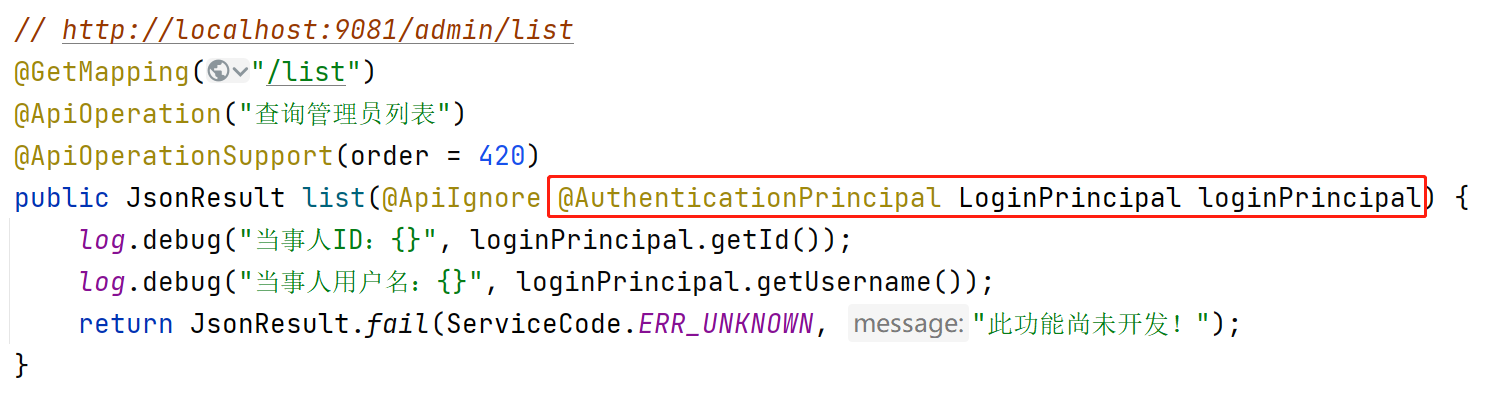 // http://localhost:9081/admin/list
@GetMapping("/list")
@ApiOperation("查询管理员列表")
@ApiOperationSupport(order = 420)
public JsonResult list(@ApiIgnore @AuthenticationPrincipal LoginPrincipal loginPrincipal) {
    log.debug("当事人ID：{}", loginPrincipal.getId());
    log.debug("当事人用户名：{}", loginPrincipal.getUsername());
    return JsonResult.fail(ServiceCode.ERR_UNKNOWN, message: "此功能尚未开发！");
}